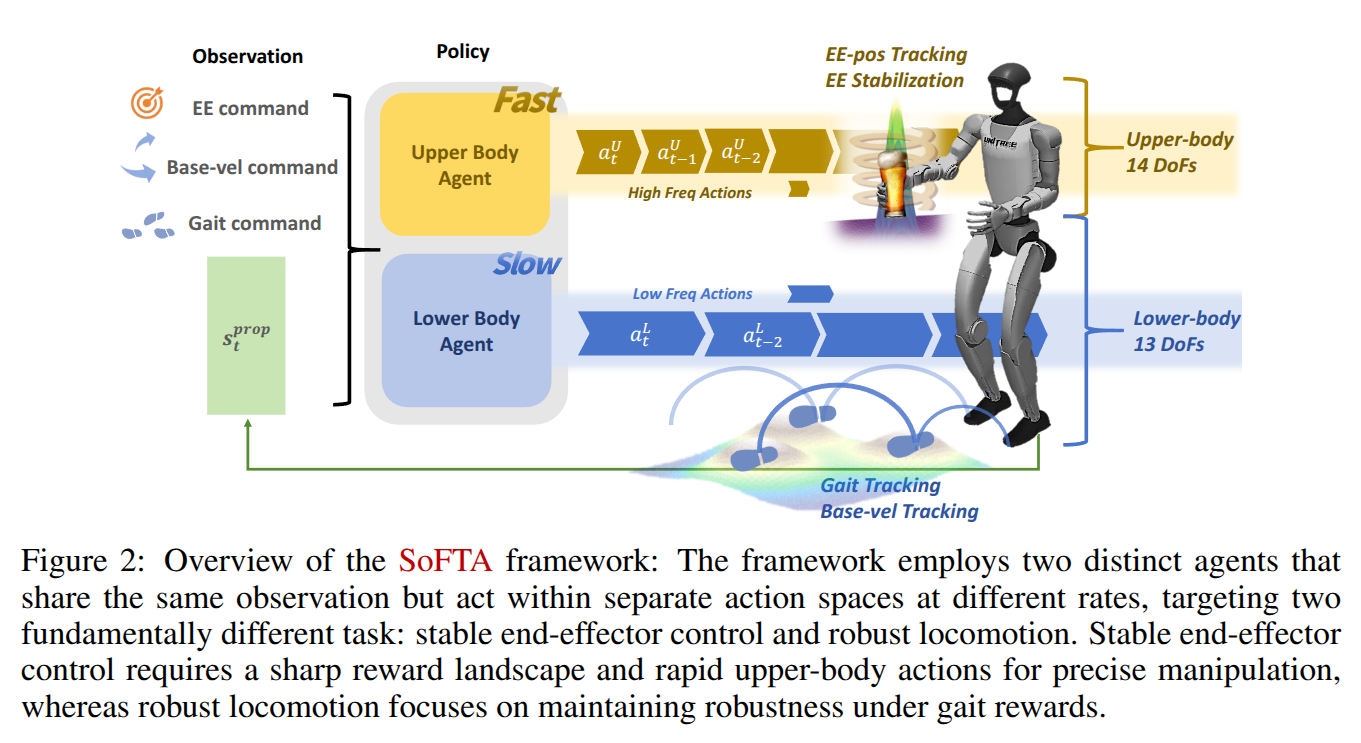 Observation
Policy
EE command
Base-vel command
Gait command
s_t^{prop}
Fast
Upper Body
Agent
Slow
Lower Body
Agent
a_t^U
a_{t-1}^U
a_{t-2}^U
High Freq Actions
EE-pos Tracking
EE Stabilization
UNITREE
Upper-body
14 DoFs
Low Freq Actions
a_t^L
a_{t-2}^L
Lower-body
13 DoFs
Gait Tracking
Base-vel Tracking
Figure 2: Overview of the SoFTA framework: The framework employs two distinct agents that
share the same observation but act within separate action spaces at different rates, targeting two
fundamentally different task: stable end-effector control and robust locomotion. Stable end-effector
control requires a sharp reward landscape and rapid upper-body actions for precise manipulation,
whereas robust locomotion focuses on maintaining robustness under gait rewards.